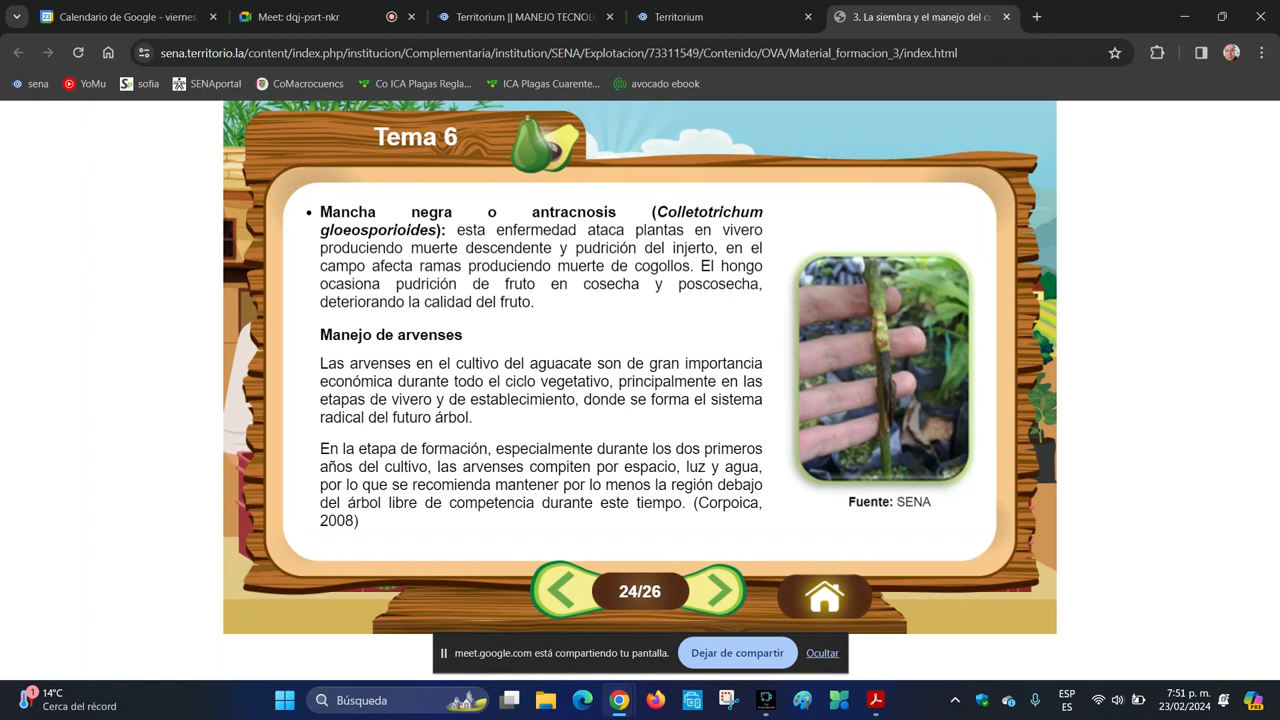 Calendario de Google - viernes,
Meet: dqj-psrt-nkr
Territorium || MANEJO TECNOL
Territorium
3. La siembra y el manejo del cu
sena.territorio.la/content/index.php/institucion/Complementaria/institution/SENA/Explotacion/73311549/Contenido/OVA/Material_formacion_3/index.html
sena
YoMu
sofia
SENAportal
CoMacrocuencs
Co ICA Plagas Regla...
ICA Plagas Cuarente...
avocado ebook
Tema 6
• Mancha negra o antracnosis (Colletotrichum
gloeosporioides): esta enfermedad ataca plantas en vivero
produciendo muerte descendente y pudrición del injerto, en el
campo afecta ramas produciendo muerte de cogollos. El hongo
ocasiona pudrición de fruto en cosecha y poscosecha,
deteriorando la calidad del fruto.
Manejo de arvenses
Las arvenses en el cultivo del aguacate son de gran importancia
económica durante todo el ciclo vegetativo, principalmente en las
etapas de vivero y de establecimiento, donde se forma el sistema
radical del futuro árbol.
En la etapa de formación, especialmente durante los dos primeros
años del cultivo, las arvenses compiten por espacio, luz y agua,
por lo que se recomienda mantener por lo menos la región debajo
del árbol libre de competencia durante este tiempo. (Corpoica,
2008)
Fuente: SENA
24/26
meet.google.com está compartiendo tu pantalla.
Dejar de compartir
Ocultar
1
14°C
Cerca del récord
Búsqueda
ESP
ES
7:51 p. m.
23/02/2024